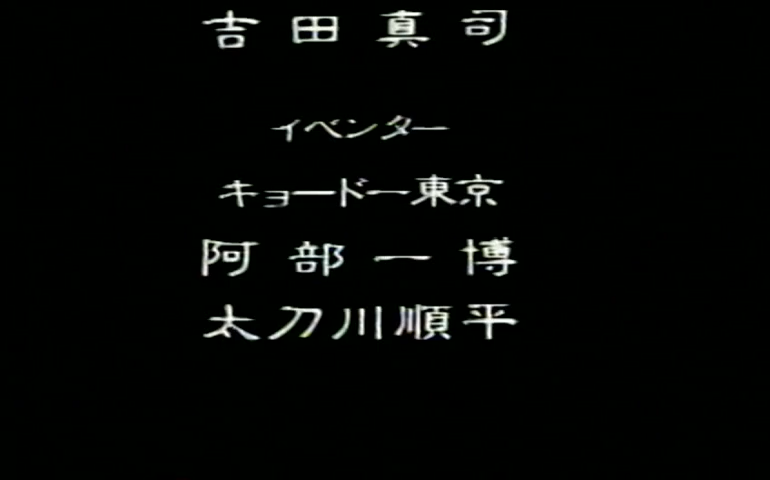 吉田真司
イベンター
キョードー東京
阿部一博
太刀川順平